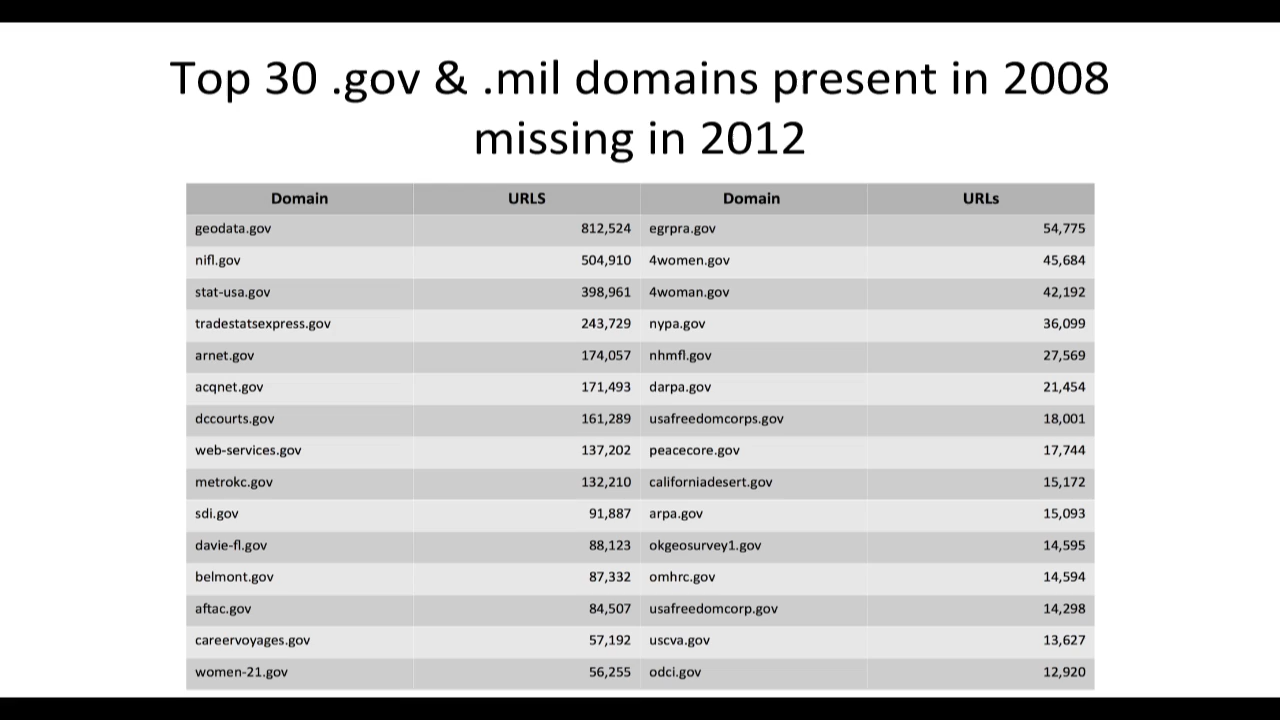 Top 30 .gov & .mil domains present in 2008
missing in 2012
Domain URLS Domain URLs
geodata.gov 812,524 egrpra.gov 54,775
nifl.gov 504,910 4women.gov 45,684
stat-usa.gov 398,961 4woman.gov 42,192
tradestatsexpress.gov 243,729 nypa.gov 36,099
arnet.gov 174,057 nhmfl.gov 27,569
acqnet.gov 171,493 darpa.gov 21,454
dccourts.gov 161,289 usafreedomcorps.gov 18,001
web-services.gov 137,202 peacecore.gov 17,744
metrokc.gov 132,210 californiadesert.gov 15,172
sdi.gov 91,887 arpa.gov 15,093
davie-fl.gov 88,123 okgeosurvey1.gov 14,595
belmont.gov 87,332 omhrc.gov 14,594
aftac.gov 84,507 usafreedomcorp.gov 14,298
careervoyages.gov 57,192 uscva.gov 13,627
women-21.gov 56,255 odci.gov 12,920